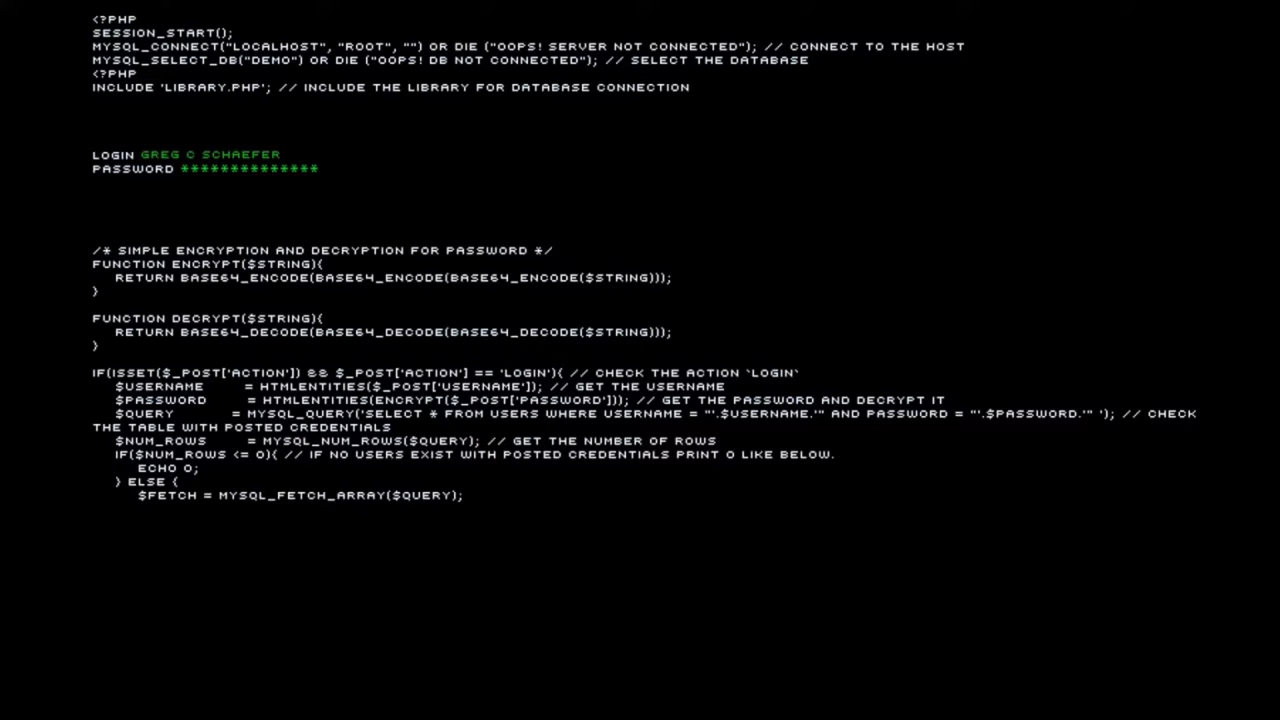 <?PHP
SESSION_START();
MYSQL_CONNECT("LOCALHOST", "ROOT", "") OR DIE ("OOPS! SERVER NOT CONNECTED"); // CONNECT TO THE HOST
MYSQL_SELECT_DB("DEMO") OR DIE ("OOPS! DB NOT CONNECTED"); // SELECT THE DATABASE
<?PHP
INCLUDE 'LIBRARY.PHP'; // INCLUDE THE LIBRARY FOR DATABASE CONNECTION
LOGIN GREG C SCHAEFER
PASSWORD **************
/* SIMPLE ENCRYPTION AND DECRYPTION FOR PASSWORD */
FUNCTION ENCRYPT($STRING){
RETURN BASE64_ENCODE(BASE64_ENCODE(BASE64_ENCODE($STRING)));
}
FUNCTION DECRYPT($STRING){
RETURN BASE64_DECODE(BASE64_DECODE(BASE64_DECODE($STRING)));
}
IF(ISSET($_POST['ACTION']) && $_POST['ACTION'] == 'LOGIN'){ // CHECK THE ACTION `LOGIN`
$USERNAME = HTMLENTITIES($_POST['USERNAME']); // GET THE USERNAME
$PASSWORD = HTMLENTITIES(ENCRYPT($_POST['PASSWORD'])); // GET THE PASSWORD AND DECRYPT IT
$QUERY = MYSQL_QUERY('SELECT * FROM USERS WHERE USERNAME = "'.$USERNAME.'" AND PASSWORD = "'.$PASSWORD.'" '); // CHECK
THE TABLE WITH POSTED CREDENTIALS
$NUM_ROWS = MYSQL_NUM_ROWS($QUERY); // GET THE NUMBER OF ROWS
IF($NUM_ROWS <= 0){ // IF NO USERS EXIST WITH POSTED CREDENTIALS PRINT 0 LIKE BELOW.
ECHO 0;
} ELSE {
$FETCH = MYSQL_FETCH_ARRAY($QUERY);